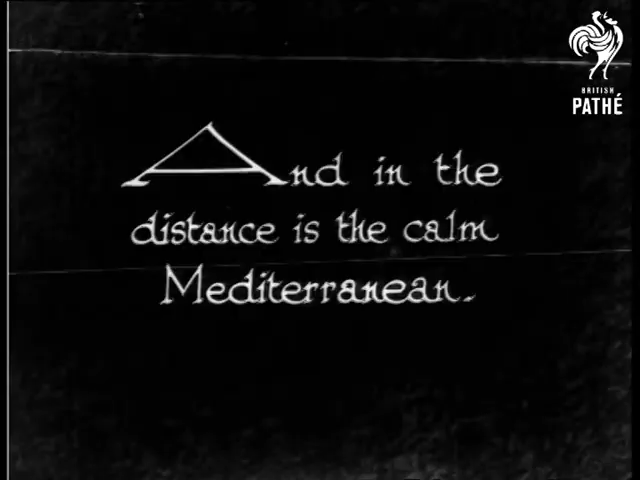 BRITISH
PATHÉ
And in the
distance is the calm
Mediterranean.